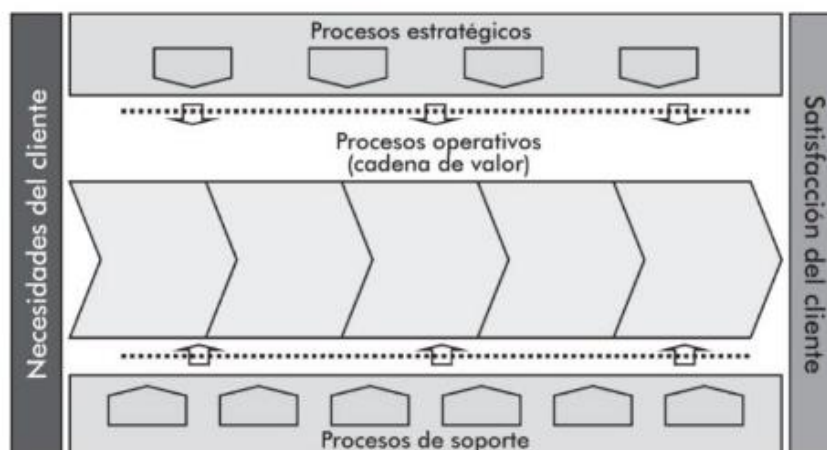 Necesidades del cliente
Procesos estratégicos
Procesos operativos
(cadena de valor)
Procesos de soporte
Satisfacción del cliente